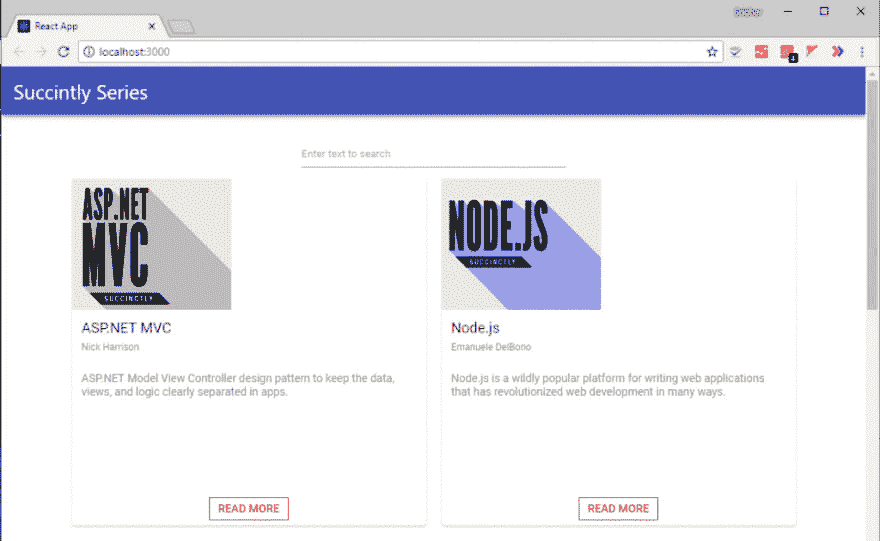 React App
localhost:3000
4
Succintly Series
Enter text to search
ASP.NET
MVC
SUCCINCTLY
ASP.NET MVC
Nick Harrison
ASP.NET Model View Controller design pattern to keep the data,
views, and logic clearly separated in apps.
READ MORE
NODE.JS
SUCCINCTLY
Node.js
Emanuele DelBono
Node.js is a wildly popular platform for writing web applications
that has revolutionized web development in many ways.
READ MORE